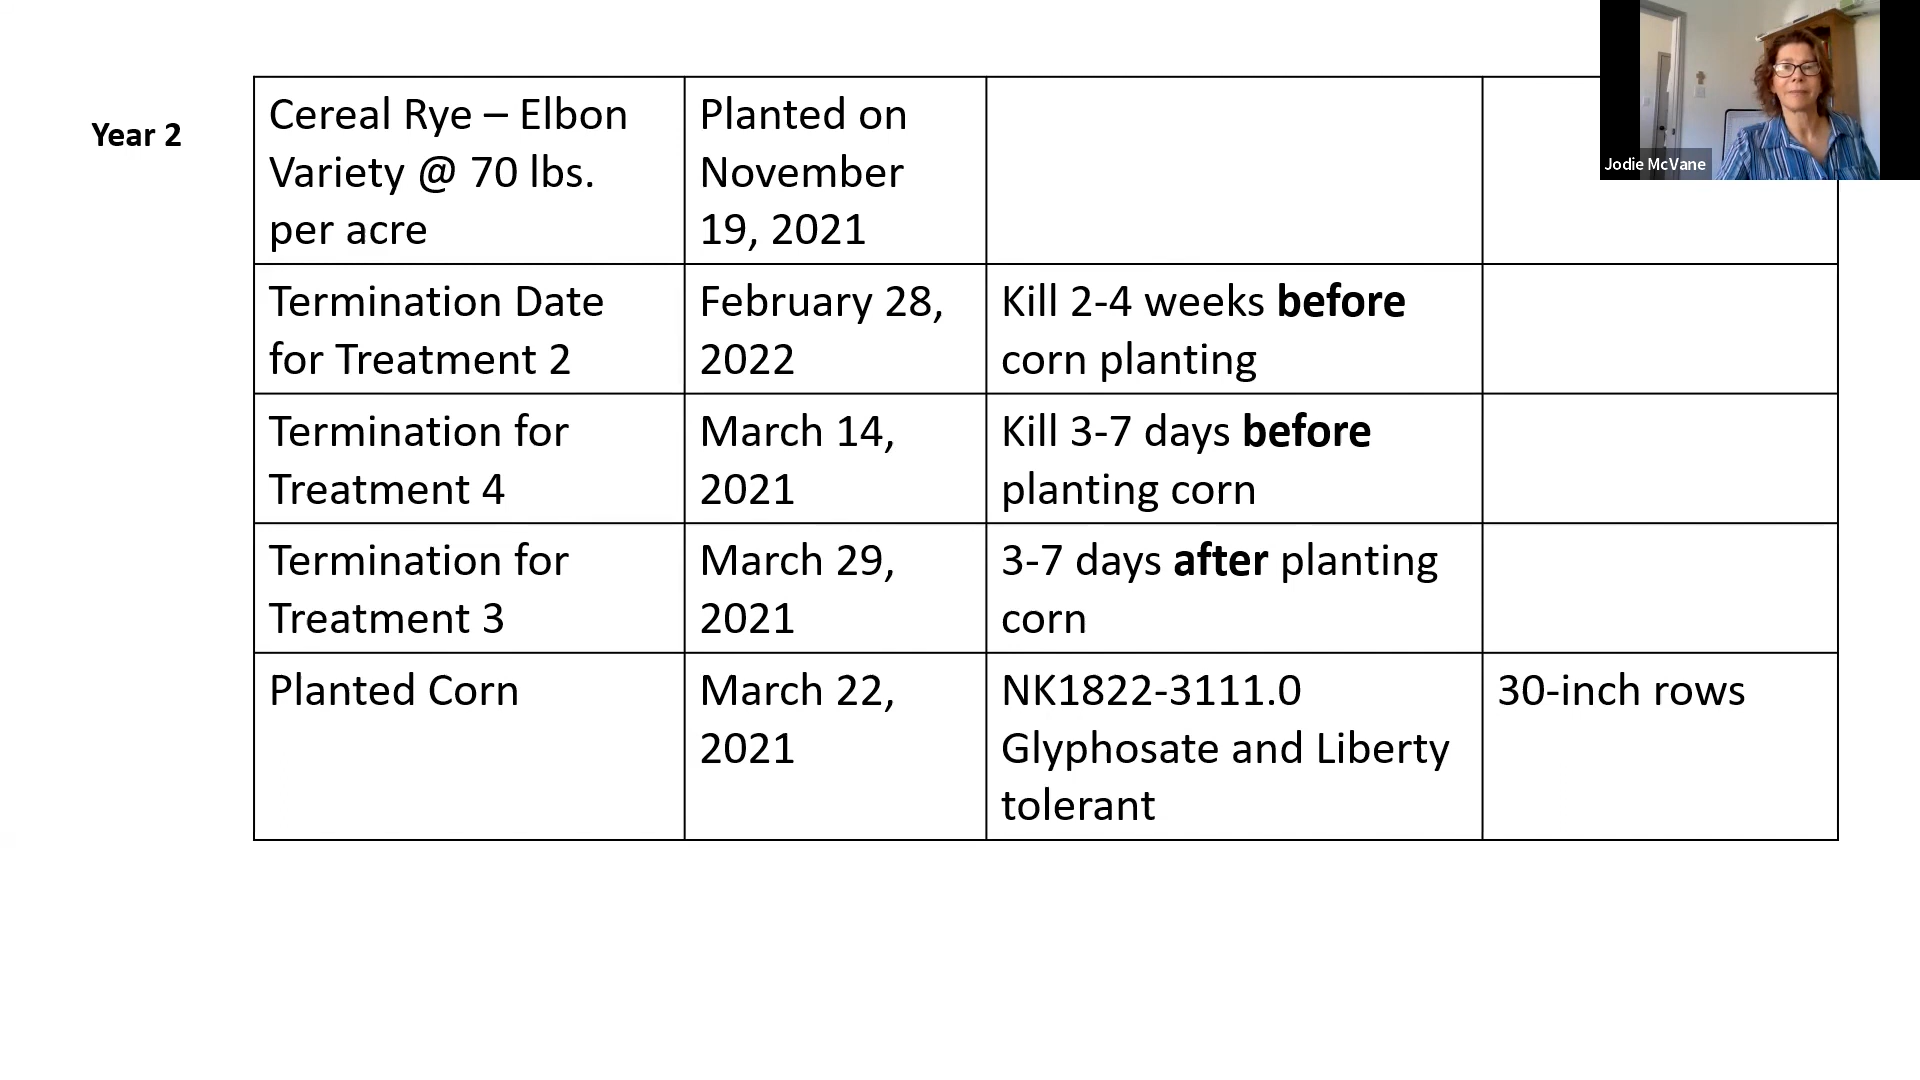 Year 2
Cereal Rye – Elbon
Variety @ 70 lbs.
per acre
Planted on
November
19, 2021
Termination Date
for Treatment 2
February 28,
2022
Kill 2-4 weeks before
corn planting
Termination for
Treatment 4
March 14,
2021
Kill 3-7 days before
planting corn
Termination for
Treatment 3
March 29,
2021
3-7 days after planting
corn
Planted Corn
March 22,
2021
NK1822-3111.0
Glyphosate and Liberty
tolerant
30-inch rows
Jodie McVane